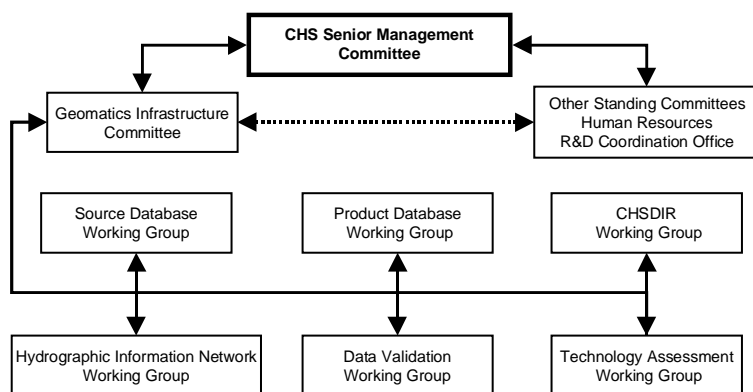 CHS Senior Management
Committee
Geomatics Infrastructure
Committee
Other Standing Committees
Human Resources
R&D Coordination Office
Source Database
Working Group
Product Database
Working Group
CHSDIR
Working Group
Hydrographic Information Network
Working Group
Data Validation
Working Group
Technology Assessment
Working Group